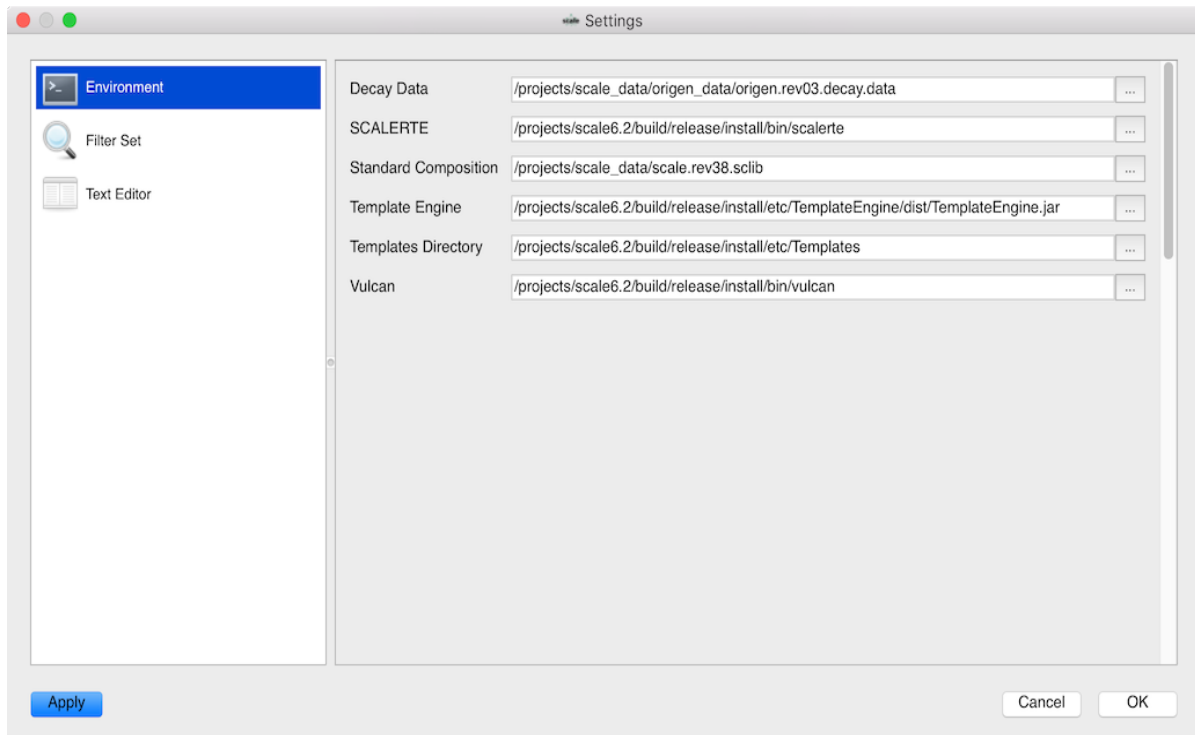 Settings
Environment
Filter Set
Text Editor
Decay Data /projects/scale_data/origen_data/origen.rev03.decay.data ...
SCALERTE /projects/scale6.2/build/release/install/bin/scalerte ...
Standard Composition /projects/scale_data/scale.rev38.sclib ...
Template Engine /projects/scale6.2/build/release/install/etc/TemplateEngine/dist/TemplateEngine.jar ...
Templates Directory /projects/scale6.2/build/release/install/etc/Templates ...
Vulcan /projects/scale6.2/build/release/install/bin/vulcan ...
Apply Cancel OK